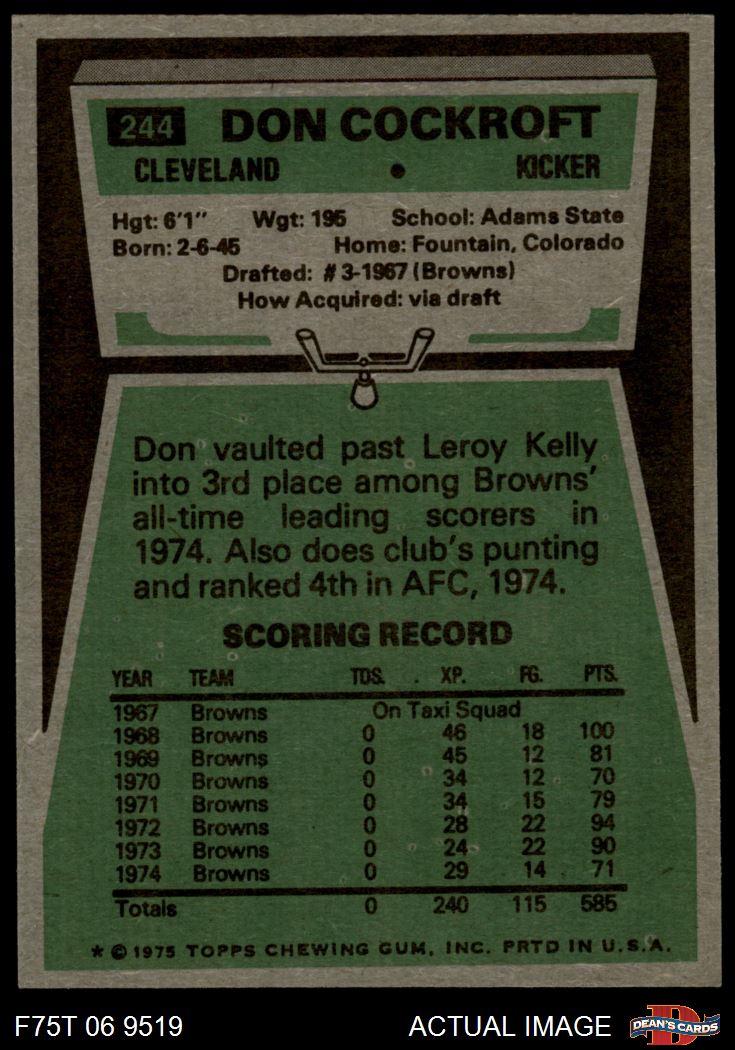 244 DON COCKROFT
CLEVELAND • KICKER
Hgt: 6'1" Wgt: 195 School: Adams State
Born: 2-6-45 Home: Fountain, Colorado
Drafted: #3-1967 (Browns)
How Acquired: via draft
Don vaulted past Leroy Kelly
into 3rd place among Browns'
all-time leading scorers in
1974. Also does club's punting
and ranked 4th in AFC, 1974.
SCORING RECORD
YEAR TEAM TDS. XP. FG. PTS.
1967 Browns On Taxi Squad
1968 Browns 0 46 18 100
1969 Browns 0 45 12 81
1970 Browns 0 34 12 70
1971 Browns 0 34 15 79
1972 Browns 0 28 22 94
1973 Browns 0 24 22 90
1974 Browns 0 29 14 71
Totals 0 240 115 585
* © 1975 TOPPS CHEWING GUM, INC. PRTD IN U.S.A.
F75T 06 9519 ACTUAL IMAGE D DEAN'S CARDS